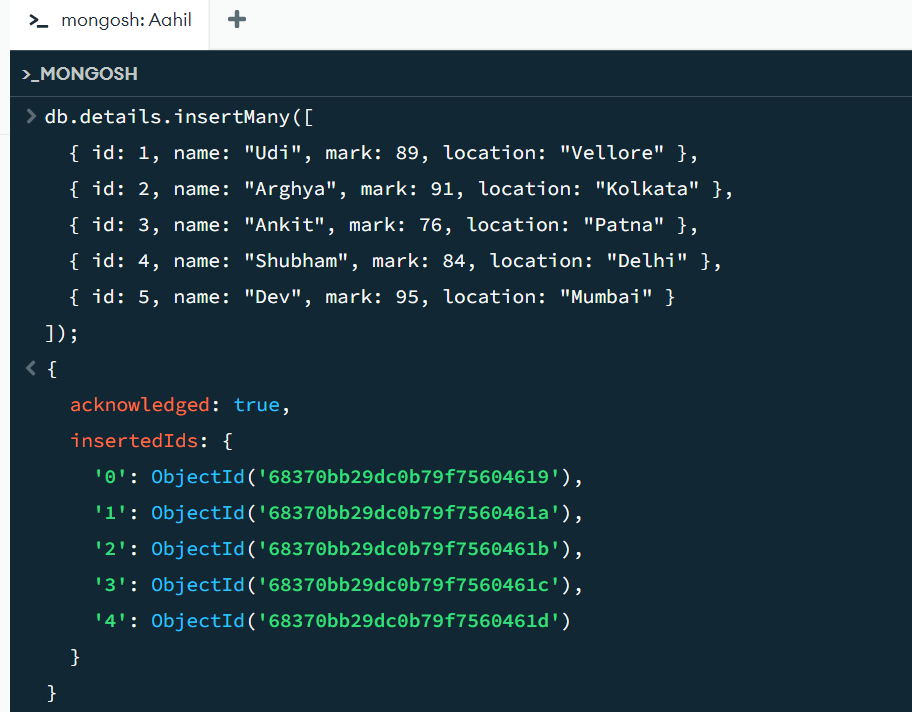 >_ mongosh: Aahil +
>_MONGOSH
> db.details.insertMany([
{ id: 1, name: "Udi", mark: 89, location: "Vellore" },
{ id: 2, name: "Arghya", mark: 91, location: "Kolkata" },
{ id: 3, name: "Ankit", mark: 76, location: "Patna" },
{ id: 4, name: "Shubham", mark: 84, location: "Delhi" },
{ id: 5, name: "Dev", mark: 95, location: "Mumbai" }
]);
< {
acknowledged: true,
insertedIds: {
'0': ObjectId('68370bb29dc0b79f75604619'),
'1': ObjectId('68370bb29dc0b79f7560461a'),
'2': ObjectId('68370bb29dc0b79f7560461b'),
'3': ObjectId('68370bb29dc0b79f7560461c'),
'4': ObjectId('68370bb29dc0b79f7560461d')
}
}